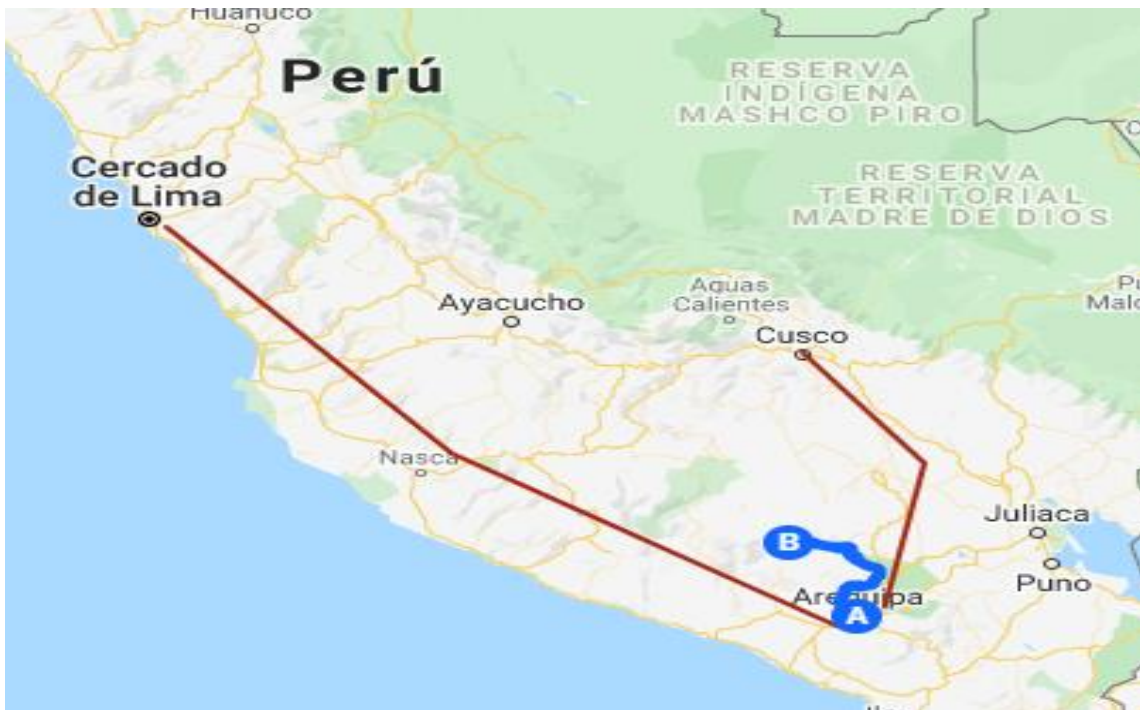 Huánuco
Perú
RESERVA
INDÍGENA
MASHCO PIRO
Cercado
de Lima
RESERVA
TERRITORIAL
MADRE DE DIOS
Aguas
Calientes
Ayacucho
Cusco
Nasca
Juliaca
B
Puno
Arequipa
A